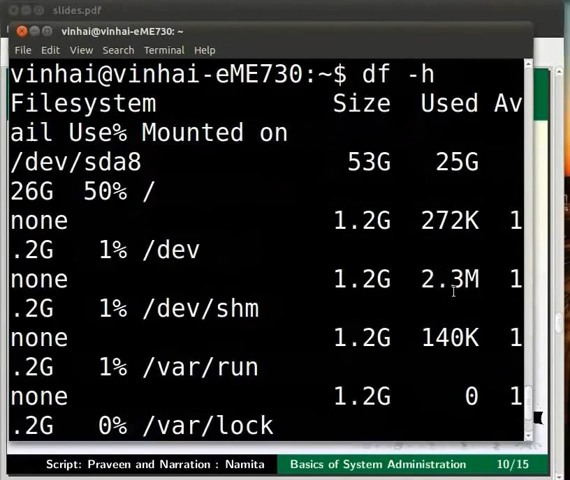 slides.pdf
vinhai@vinhai-eME730: ~
File Edit View Search Terminal Help
vinhai@vinhai-eME730:~$ df -h
Filesystem Size Used Av
ail Use% Mounted on
/dev/sda8 53G 25G
26G 50% /
none 1.2G 272K 1
.2G 1% /dev
none 1.2G 2.3M 1
.2G 1% /dev/shm
none 1.2G 140K 1
.2G 1% /var/run
none 1.2G 0 1
.2G 0% /var/lock
Script: Praveen and Narration : Namita Basics of System Administration 10/15